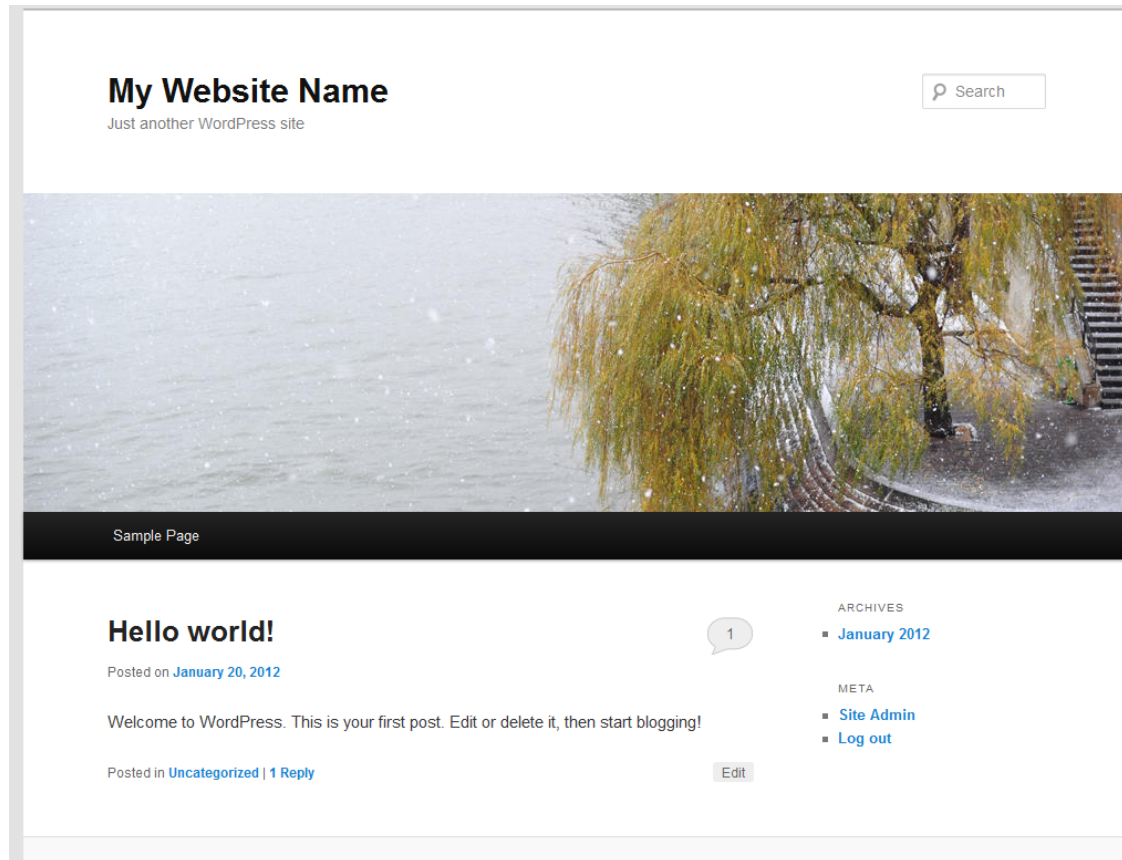 My Website Name
Search
Just another WordPress site
Sample Page
Hello world!
1
Posted on January 20, 2012
Welcome to WordPress. This is your first post. Edit or delete it, then start blogging!
Posted in Uncategorized | 1 Reply
Edit
ARCHIVES
January 2012
META
Site Admin
Log out